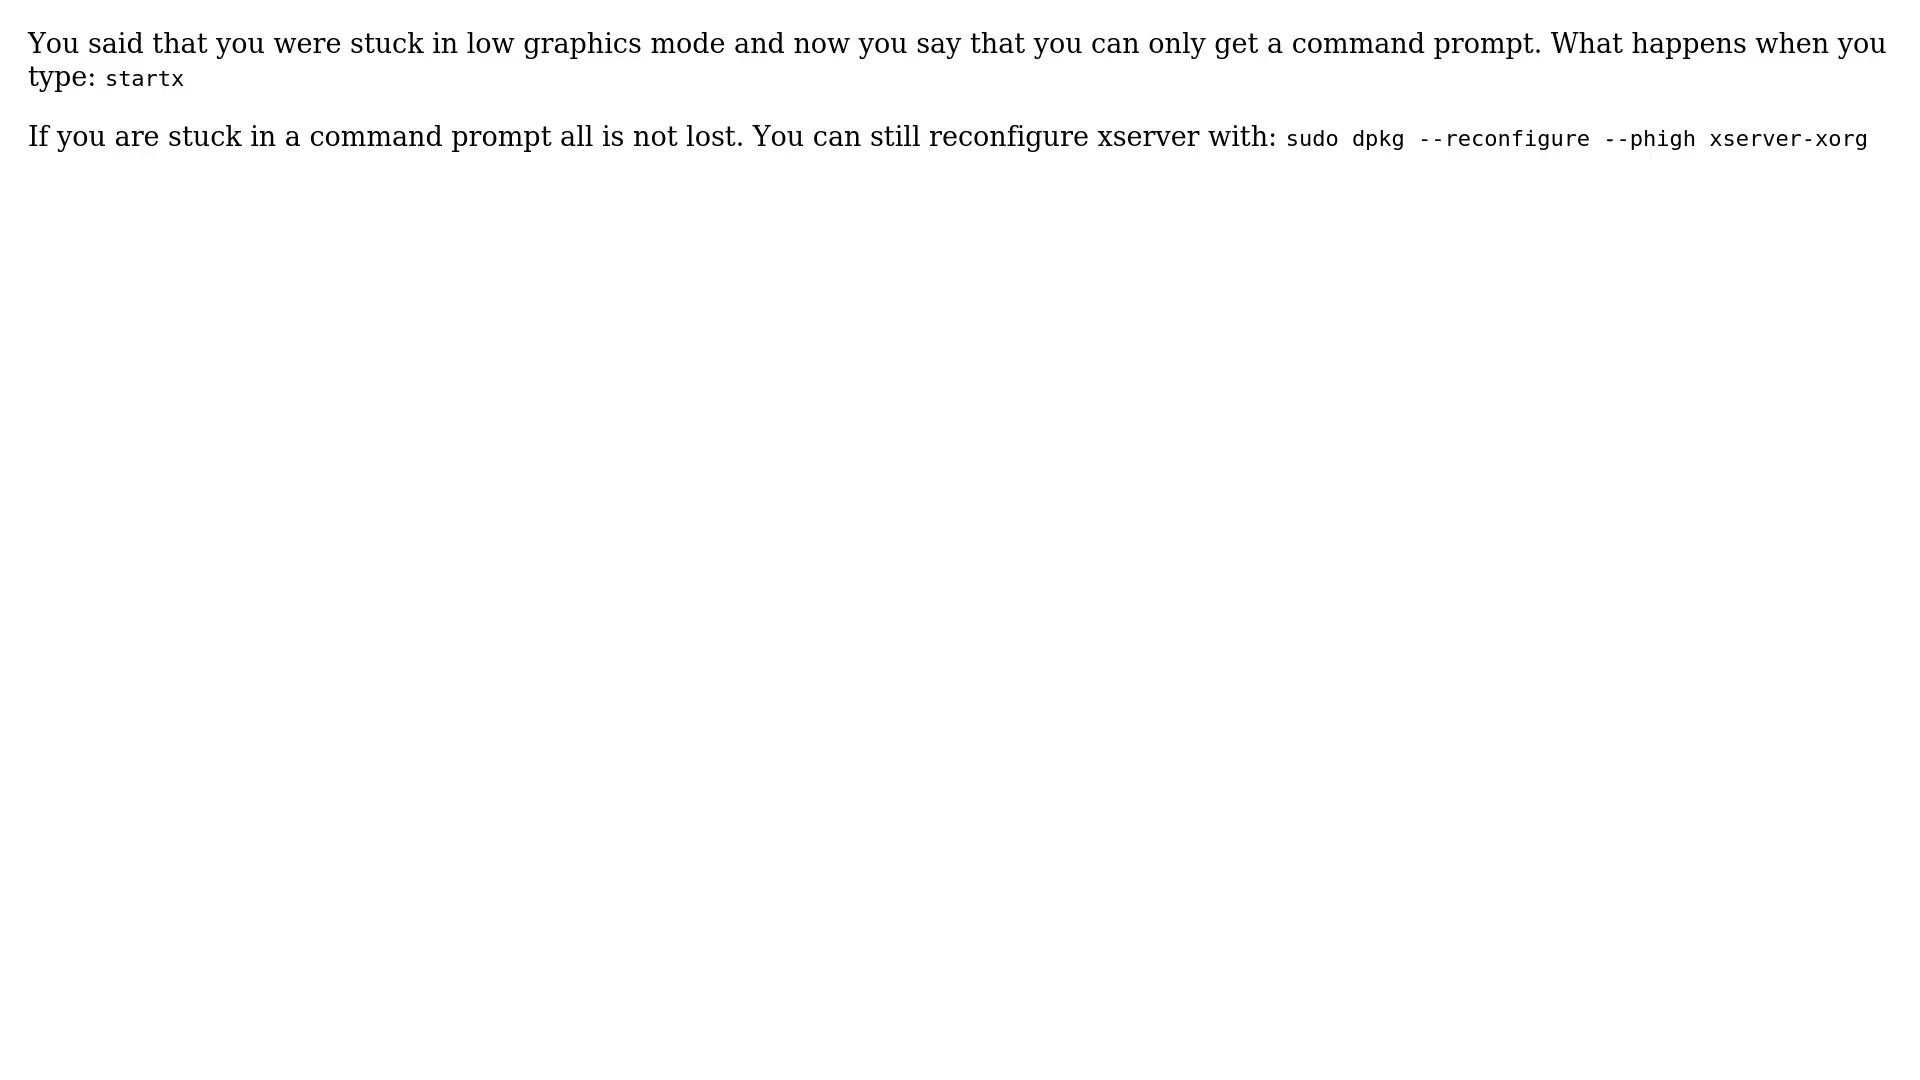 You said that you were stuck in low graphics mode and now you say that you can only get a command prompt. What happens when you
type: startx
If you are stuck in a command prompt all is not lost. You can still reconfigure xserver with: sudo dpkg --reconfigure --phigh xserver-xorg